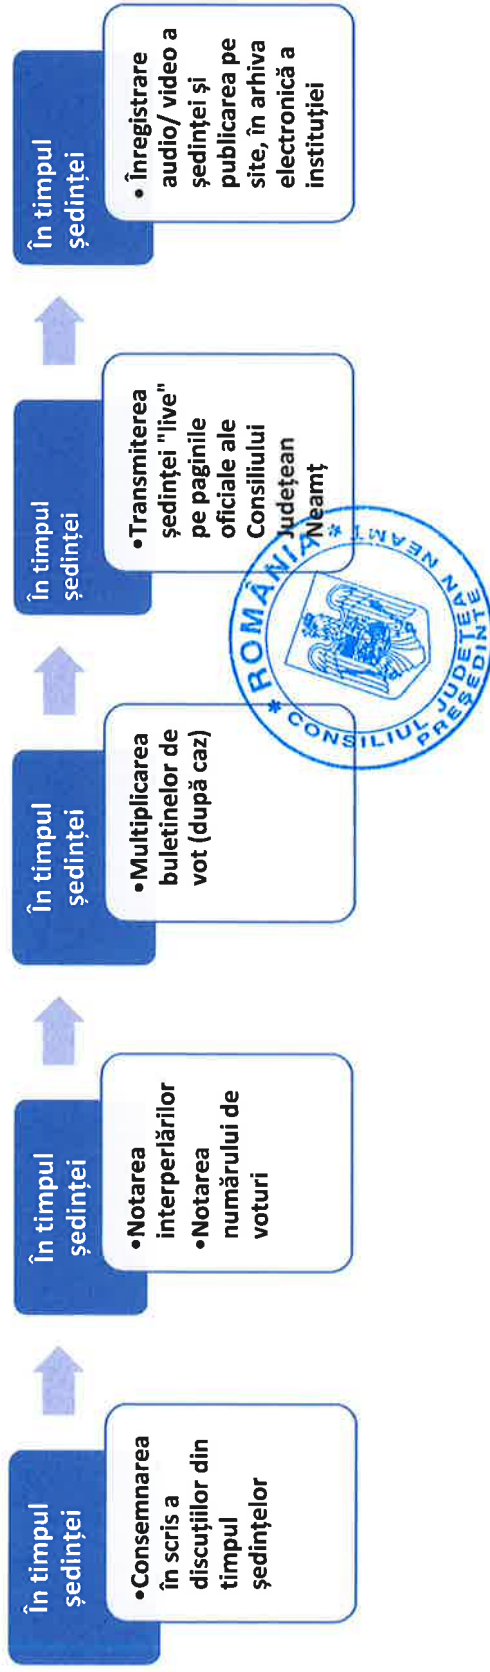 În timpul
ședinței
•Consemnarea
în scris a
discuțiilor din
timpul
ședințelor
În timpul
ședinței
•Notarea
interperlărilor
•Notarea
numărului de
voturi
În timpul
ședinței
•Multiplicarea
buletinelor de
vot (după caz)
În timpul
ședinței
•Transmiterea
ședinței "live"
pe paginile
oficiale ale
Consiliului
Județean
Neamț
În timpul
ședinței
• Înregistrare
audio/ video a
ședinței și
publicarea pe
site, în arhiva
electronică a
instituției
* ROMÂNIA *
CONSILIUL JUDEȚEAN NEAMȚ
PREȘEDINTE